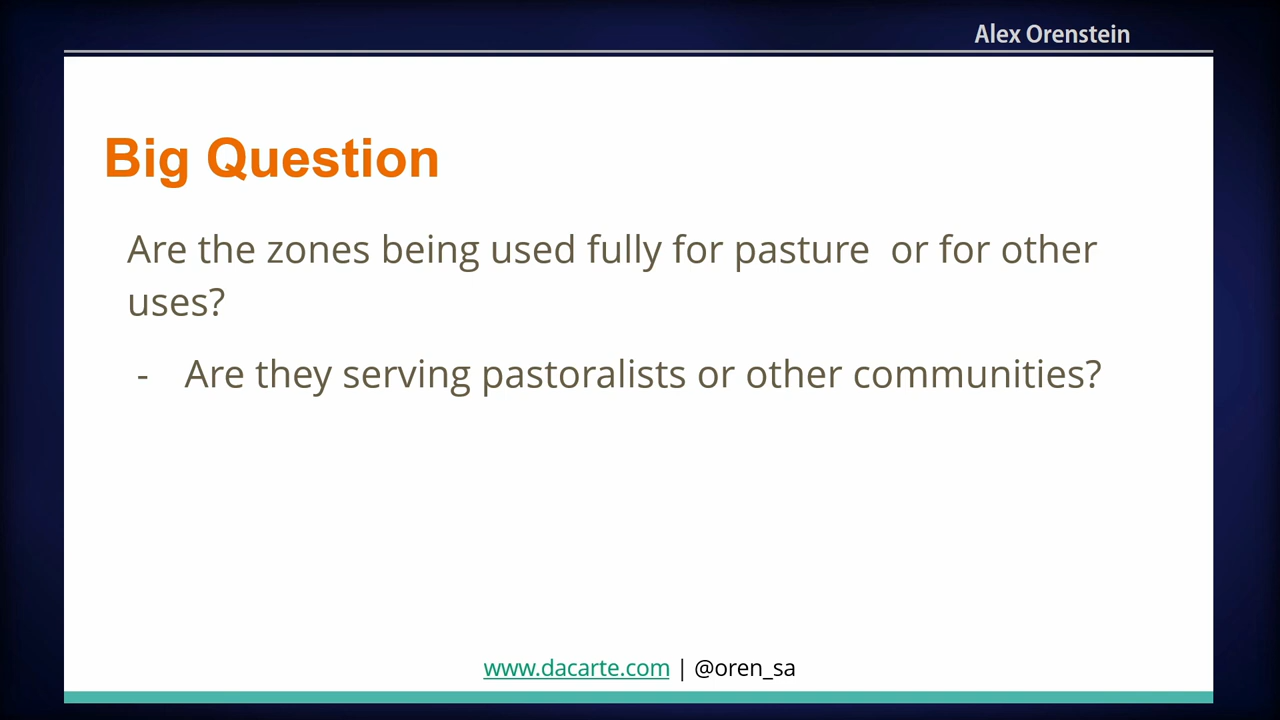 Alex Orenstein
Big Question
Are the zones being used fully for pasture  or for other
uses?
- Are they serving pastoralists or other communities?
www.dacarte.com | @oren_sa